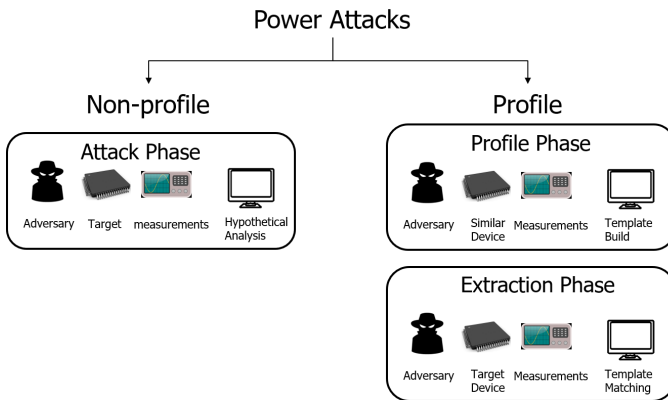 Power Attacks
Non-profile
Attack Phase
Adversary Target measurements Hypothetical
Analysis
Profile
Profile Phase
Adversary Similar Measurements Template
Device Build
Extraction Phase
Adversary Target Measurements Template
Device Matching